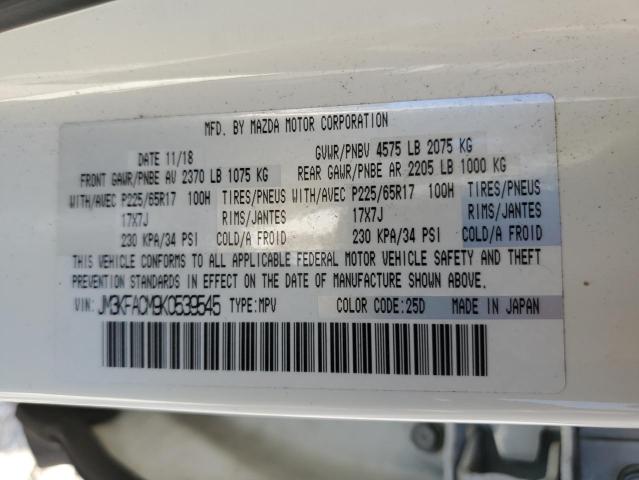 MFD. BY MAZDA MOTOR CORPORATION
DATE 11/18 GVWR/PNBV 4575 LB 2075 KG
FRONT GAWR/PNBE AV 2370 LB 1075 KG REAR GAWR/PNBE AR 2205 LB 1000 KG
WITH/AVEC P225/65R17 100H TIRES/PNEUS WITH/AVEC P225/65R17 100H TIRES/PNEUS
17X7J RIMS/JANTES 17X7J RIMS/JANTES
230 KPA/34 PSI COLD/A FROID 230 KPA/34 PSI COLD/A FROID
THIS VEHICLE CONFORMS TO ALL APPLICABLE FEDERAL MOTOR VEHICLE SAFETY AND THEFT
PREVENTION STANDARDS IN EFFECT ON THE DATE OF MANUFACTURE SHOWN ABOVE.
VIN: JM3KFACM9K0539545 TYPE: MPV COLOR CODE: 25D MADE IN JAPAN